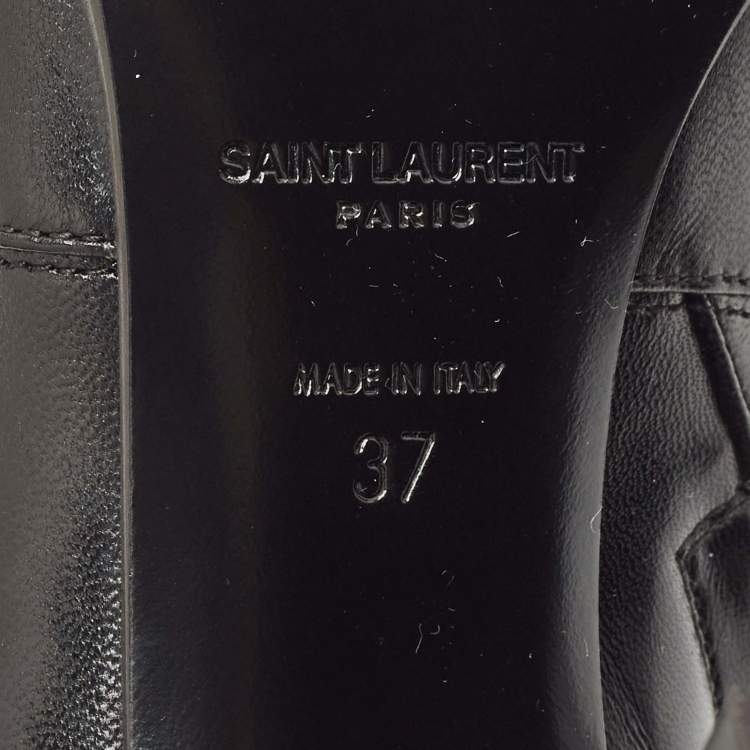 SAINT LAURENT
PARIS
MADE IN ITALY
37